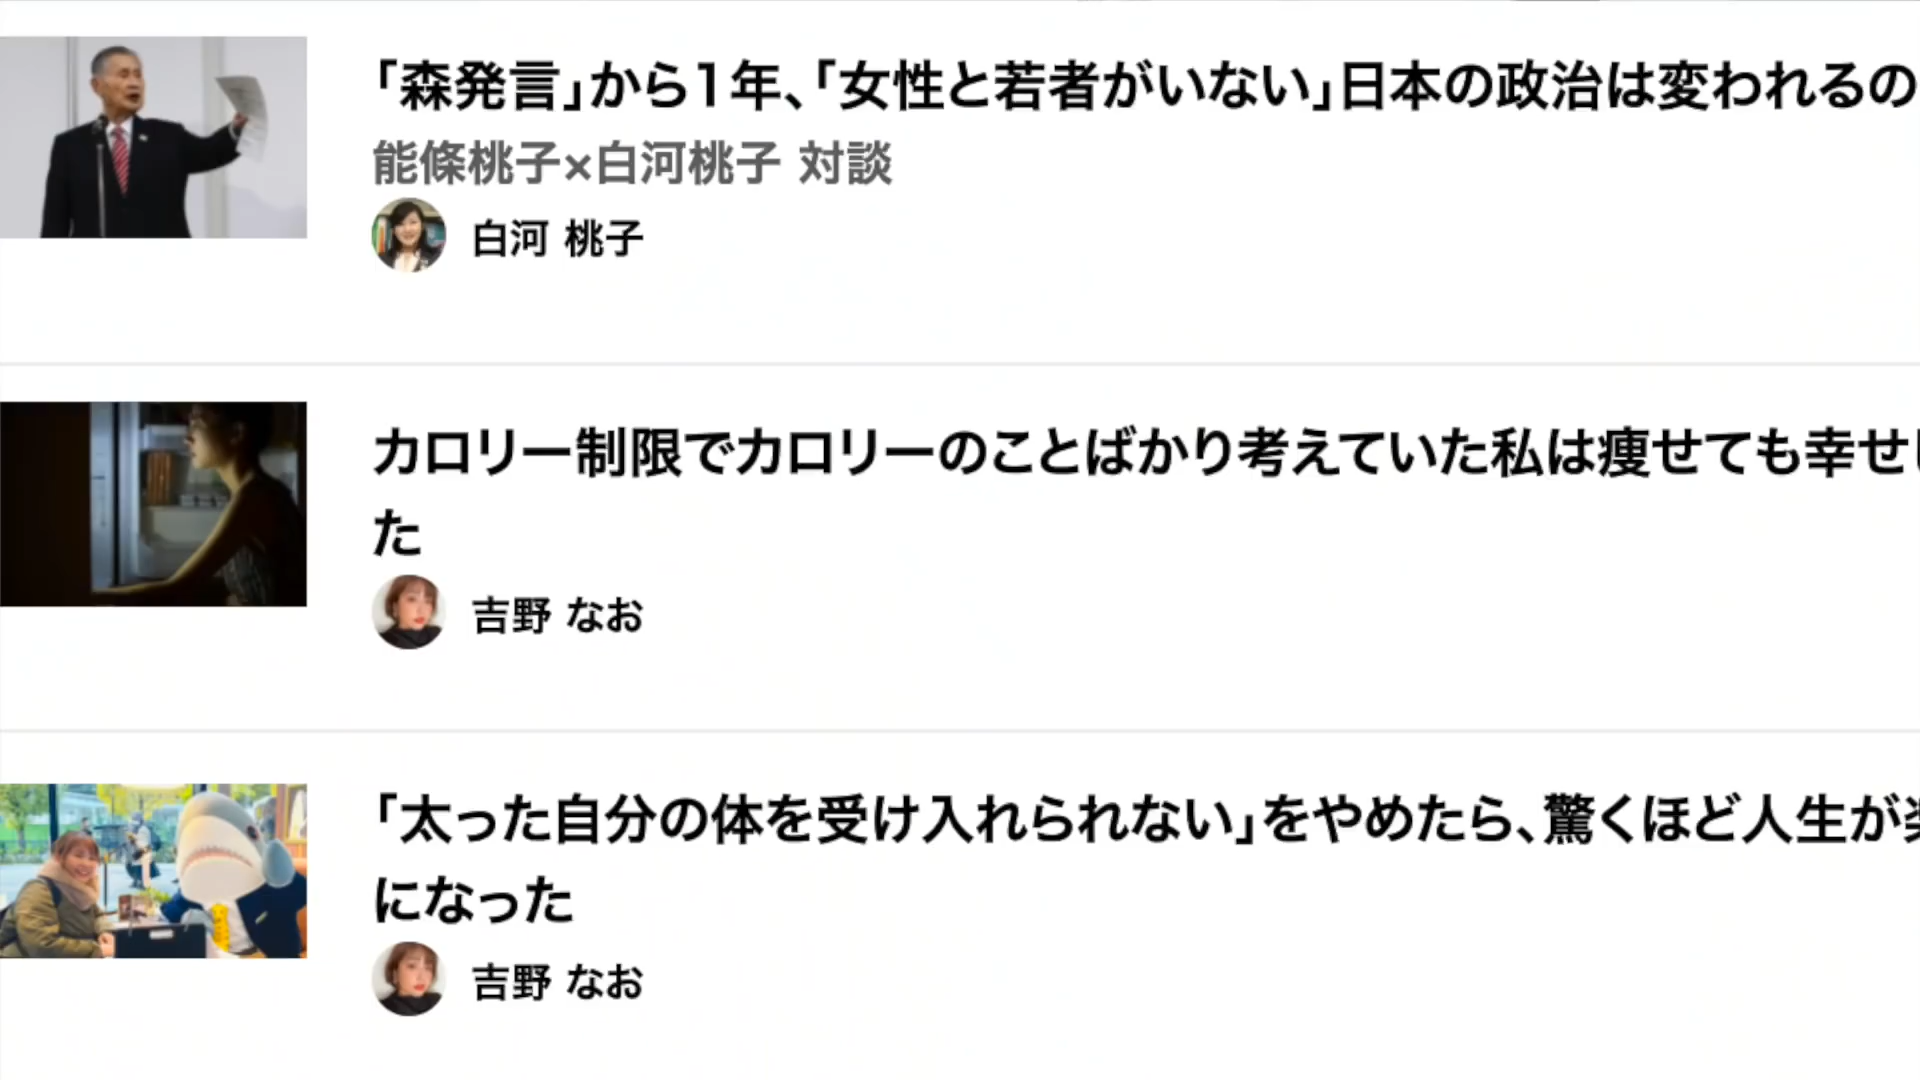 「森発言」から1年、「女性と若者がいない」日本の政治は変われるの
能條桃子×白河桃子 対談
白河 桃子
カロリー制限でカロリーのことばかり考えていた私は痩せても幸せ
た
吉野 なお
「太った自分の体を受け入れられない」をやめたら、驚くほど人生が
になった
吉野 なお